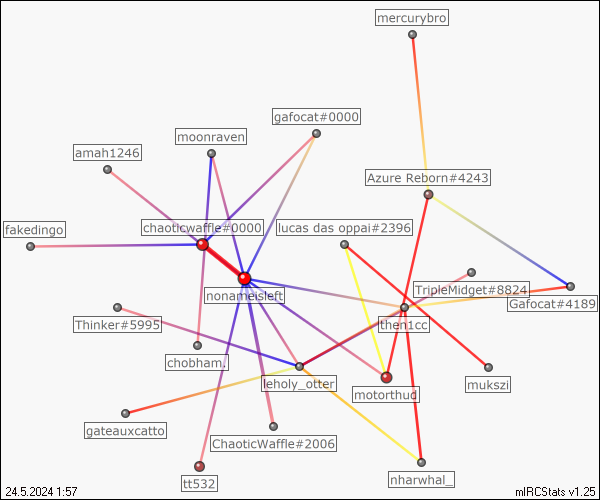 mercurybro
gafocat#0000
moonraven
amah1246
Azure Reborn#4243
fakedingo
chaoticwaffle#0000
lucas das oppai#2396
TripleMidget#8824
nonameisleft
Gafocat#4189
Thinker#5995
then1cc
chobham.
leholy_otter
mukszi
motorthud
gateauxcatto
ChaoticWaffle#2006
tt532
nharwhal_
24.5.2024 1:57
mIRCStats v1.25